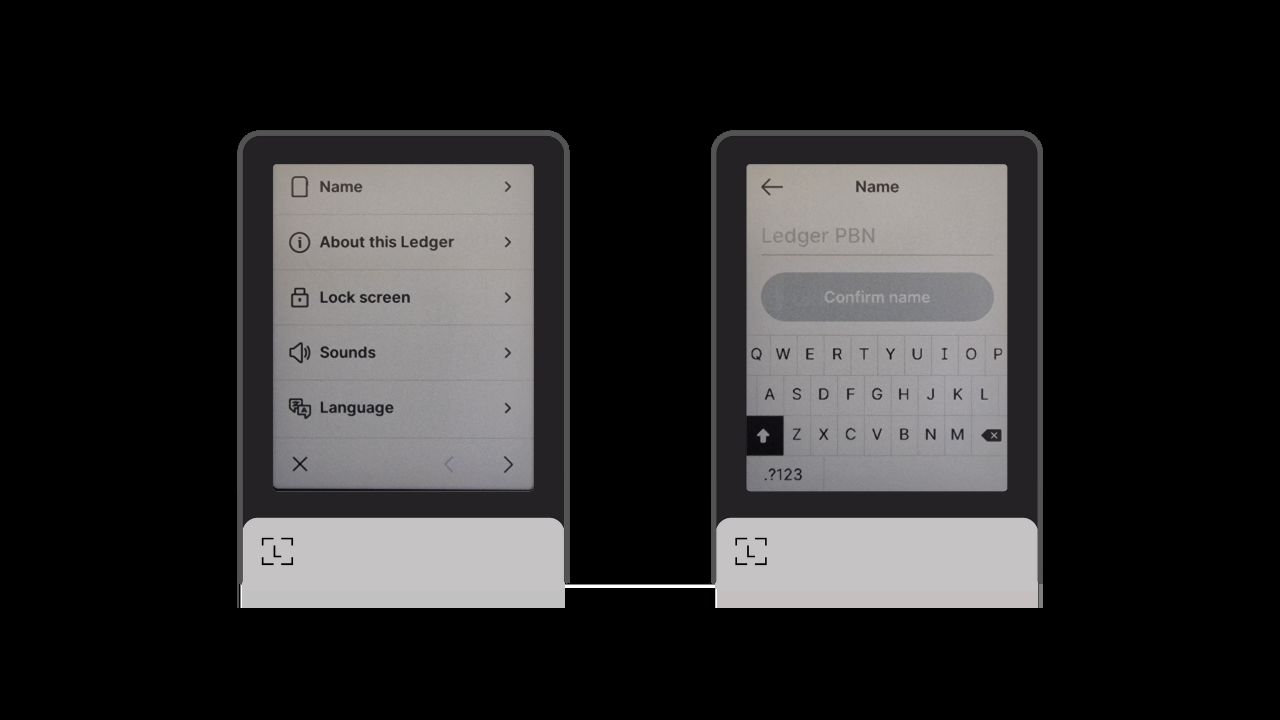 Name
About this Ledger
Lock screen
Sounds
Language
L
Name
Ledger PBN
Confirm name
Q W E R T Y U I O P
A S D F G H J K L
Z X C V B N M
.?123
L